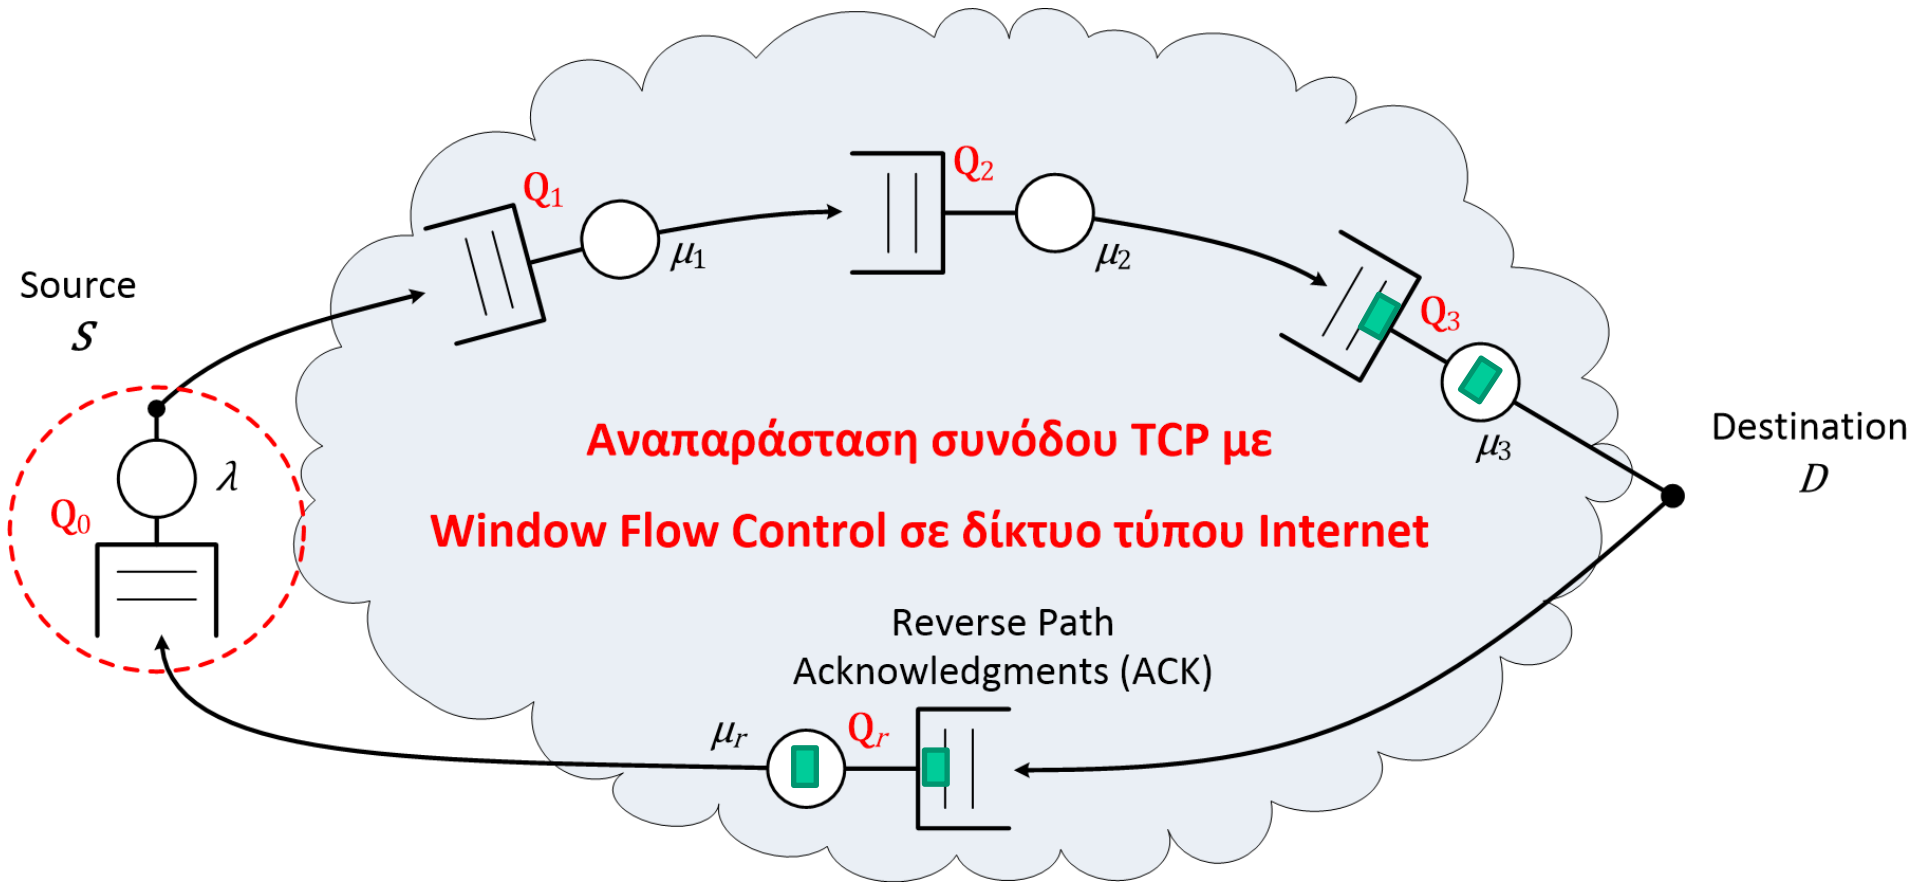 Q₁
μ₁
Q₂
μ₂
Q₃
μ₃
Source
S
λ
Q₀
Αναπαράσταση συνόδου TCP με
Window Flow Control σε δίκτυο τύπου Internet
Destination
D
Reverse Path
Acknowledgments (ACK)
μᵣ
Qᵣ